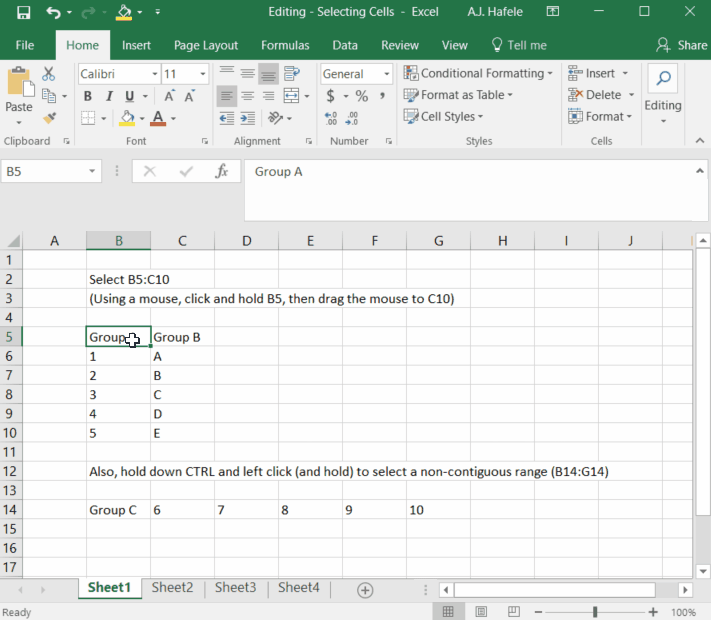 Editing - Selecting Cells - Excel A.J. Hafele
File Home Insert Page Layout Formulas Data Review View Tell me Share
Calibri 11 General Conditional Formatting Insert
Paste B I U A A $ % , Format as Table Delete Editing
A Cell Styles Format
Clipboard Font Alignment Number Styles Cells
B5 fx Group A
A B C D E F G H I J
1
2 Select B5:C10
3 (Using a mouse, click and hold B5, then drag the mouse to C10)
4
5 Group Group B
6 1 A
7 2 B
8 3 C
9 4 D
10 5 E
11
12 Also, hold down CTRL and left click (and hold) to select a non-contiguous range (B14:G14)
13
14 Group C 6 7 8 9 10
15
16
17
Sheet1 Sheet2 Sheet3 Sheet4
Ready 100%